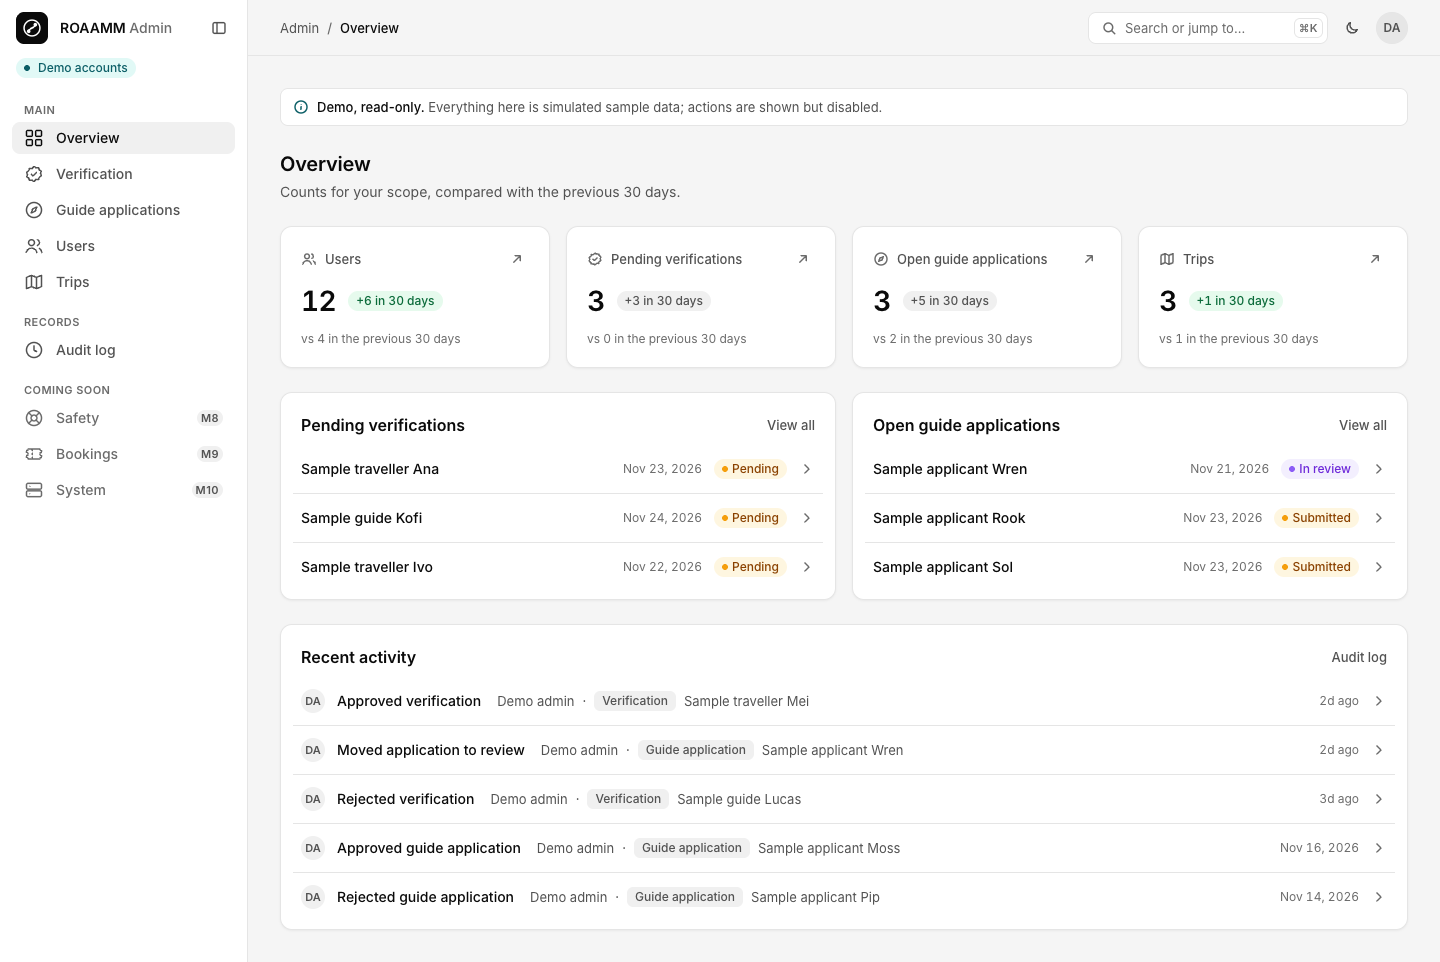 ROAAMM Admin
Demo accounts
MAIN
Overview
Verification
Guide applications
Users
Trips
RECORDS
Audit log
COMING SOON
Safety M8
Bookings M9
System M10
Admin / Overview
Search or jump to... ⌘K
DA
Demo, read-only. Everything here is simulated sample data; actions are shown but disabled.
Overview
Counts for your scope, compared with the previous 30 days.
Users
12 +6 in 30 days
vs 4 in the previous 30 days
Pending verifications
3 +3 in 30 days
vs 0 in the previous 30 days
Open guide applications
3 +5 in 30 days
vs 2 in the previous 30 days
Trips
3 +1 in 30 days
vs 1 in the previous 30 days
Pending verifications View all
Sample traveller Ana Nov 23, 2026 Pending
Sample guide Kofi Nov 24, 2026 Pending
Sample traveller Ivo Nov 22, 2026 Pending
Open guide applications View all
Sample applicant Wren Nov 21, 2026 In review
Sample applicant Rook Nov 23, 2026 Submitted
Sample applicant Sol Nov 23, 2026 Submitted
Recent activity Audit log
DA Approved verification Demo admin · Verification Sample traveller Mei 2d ago
DA Moved application to review Demo admin · Guide application Sample applicant Wren 2d ago
DA Rejected verification Demo admin · Verification Sample guide Lucas 3d ago
DA Approved guide application Demo admin · Guide application Sample applicant Moss Nov 16, 2026
DA Rejected guide application Demo admin · Guide application Sample applicant Pip Nov 14, 2026